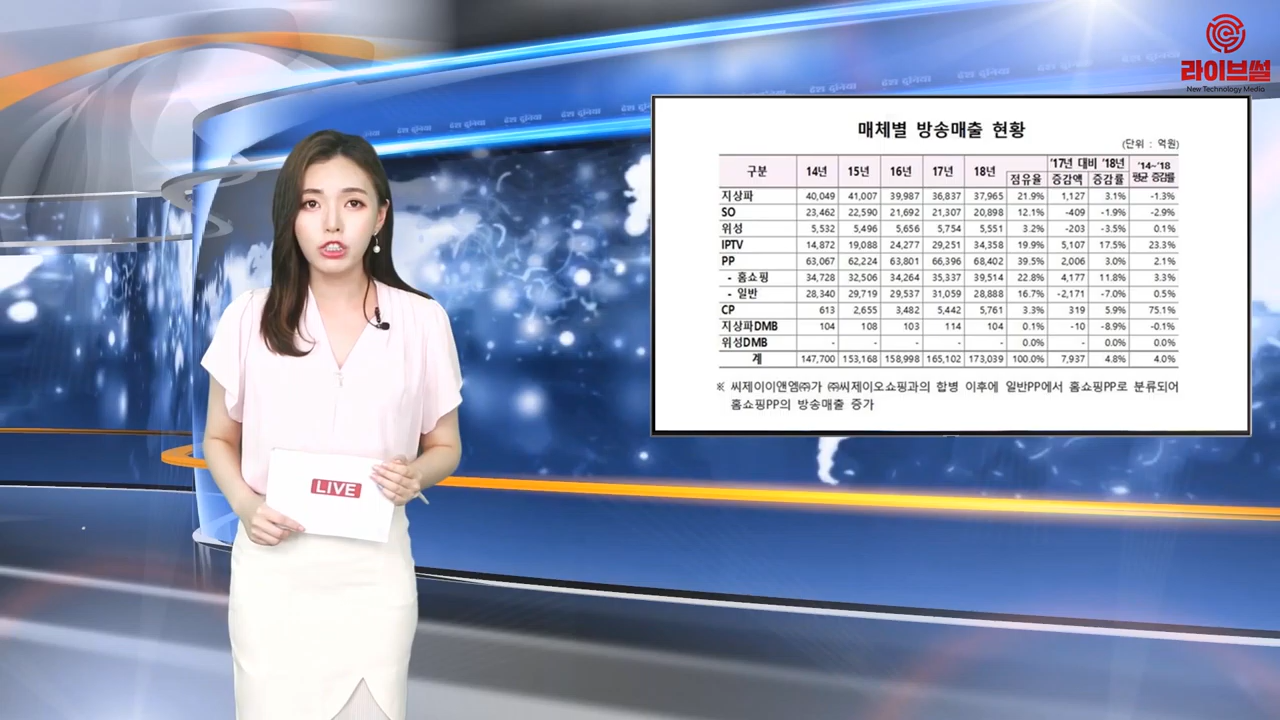 라이브썰
New Technology Media
देश दुनिया देश दुनिया देश दुनिया देश दुनिया देश दुनिया देश दुनिया देश दुनिया
매체별 방송매출 현황
(단위 : 억원)
구분 14년 15년 16년 17년 18년 '17년 대비 '18년 '14~'18
점유율 증감액 증감률 평균 증감률
지상파 40,049 41,007 39,987 36,837 37,965 21.9% 1,127 3.1% -1.3%
SO 23,462 22,590 21,692 21,307 20,898 12.1% -409 -1.9% -2.9%
위성 5,532 5,496 5,656 5,754 5,551 3.2% -203 -3.5% 0.1%
IPTV 14,872 19,088 24,277 29,251 34,358 19.9% 5,107 17.5% 23.3%
PP 63,067 62,224 63,801 66,396 68,402 39.5% 2,006 3.0% 2.1%
- 홈쇼핑 34,728 32,506 34,264 35,337 39,514 22.8% 4,177 11.8% 3.3%
- 일반 28,340 29,719 29,537 31,059 28,888 16.7% -2,171 -7.0% 0.5%
CP 613 2,655 3,482 5,442 5,761 3.3% 319 5.9% 75.1%
지상파DMB 104 108 103 114 104 0.1% -10 -8.9% -0.1%
위성DMB - - - - - 0.0% - 0.0% 0.0%
계 147,700 153,168 158,998 165,102 173,039 100.0% 7,937 4.8% 4.0%
※ 씨제이이앤엠㈜가 ㈜씨제이오쇼핑과의 합병 이후에 일반PP에서 홈쇼핑PP로 분류되어
홈쇼핑PP의 방송매출 증가
LIVE